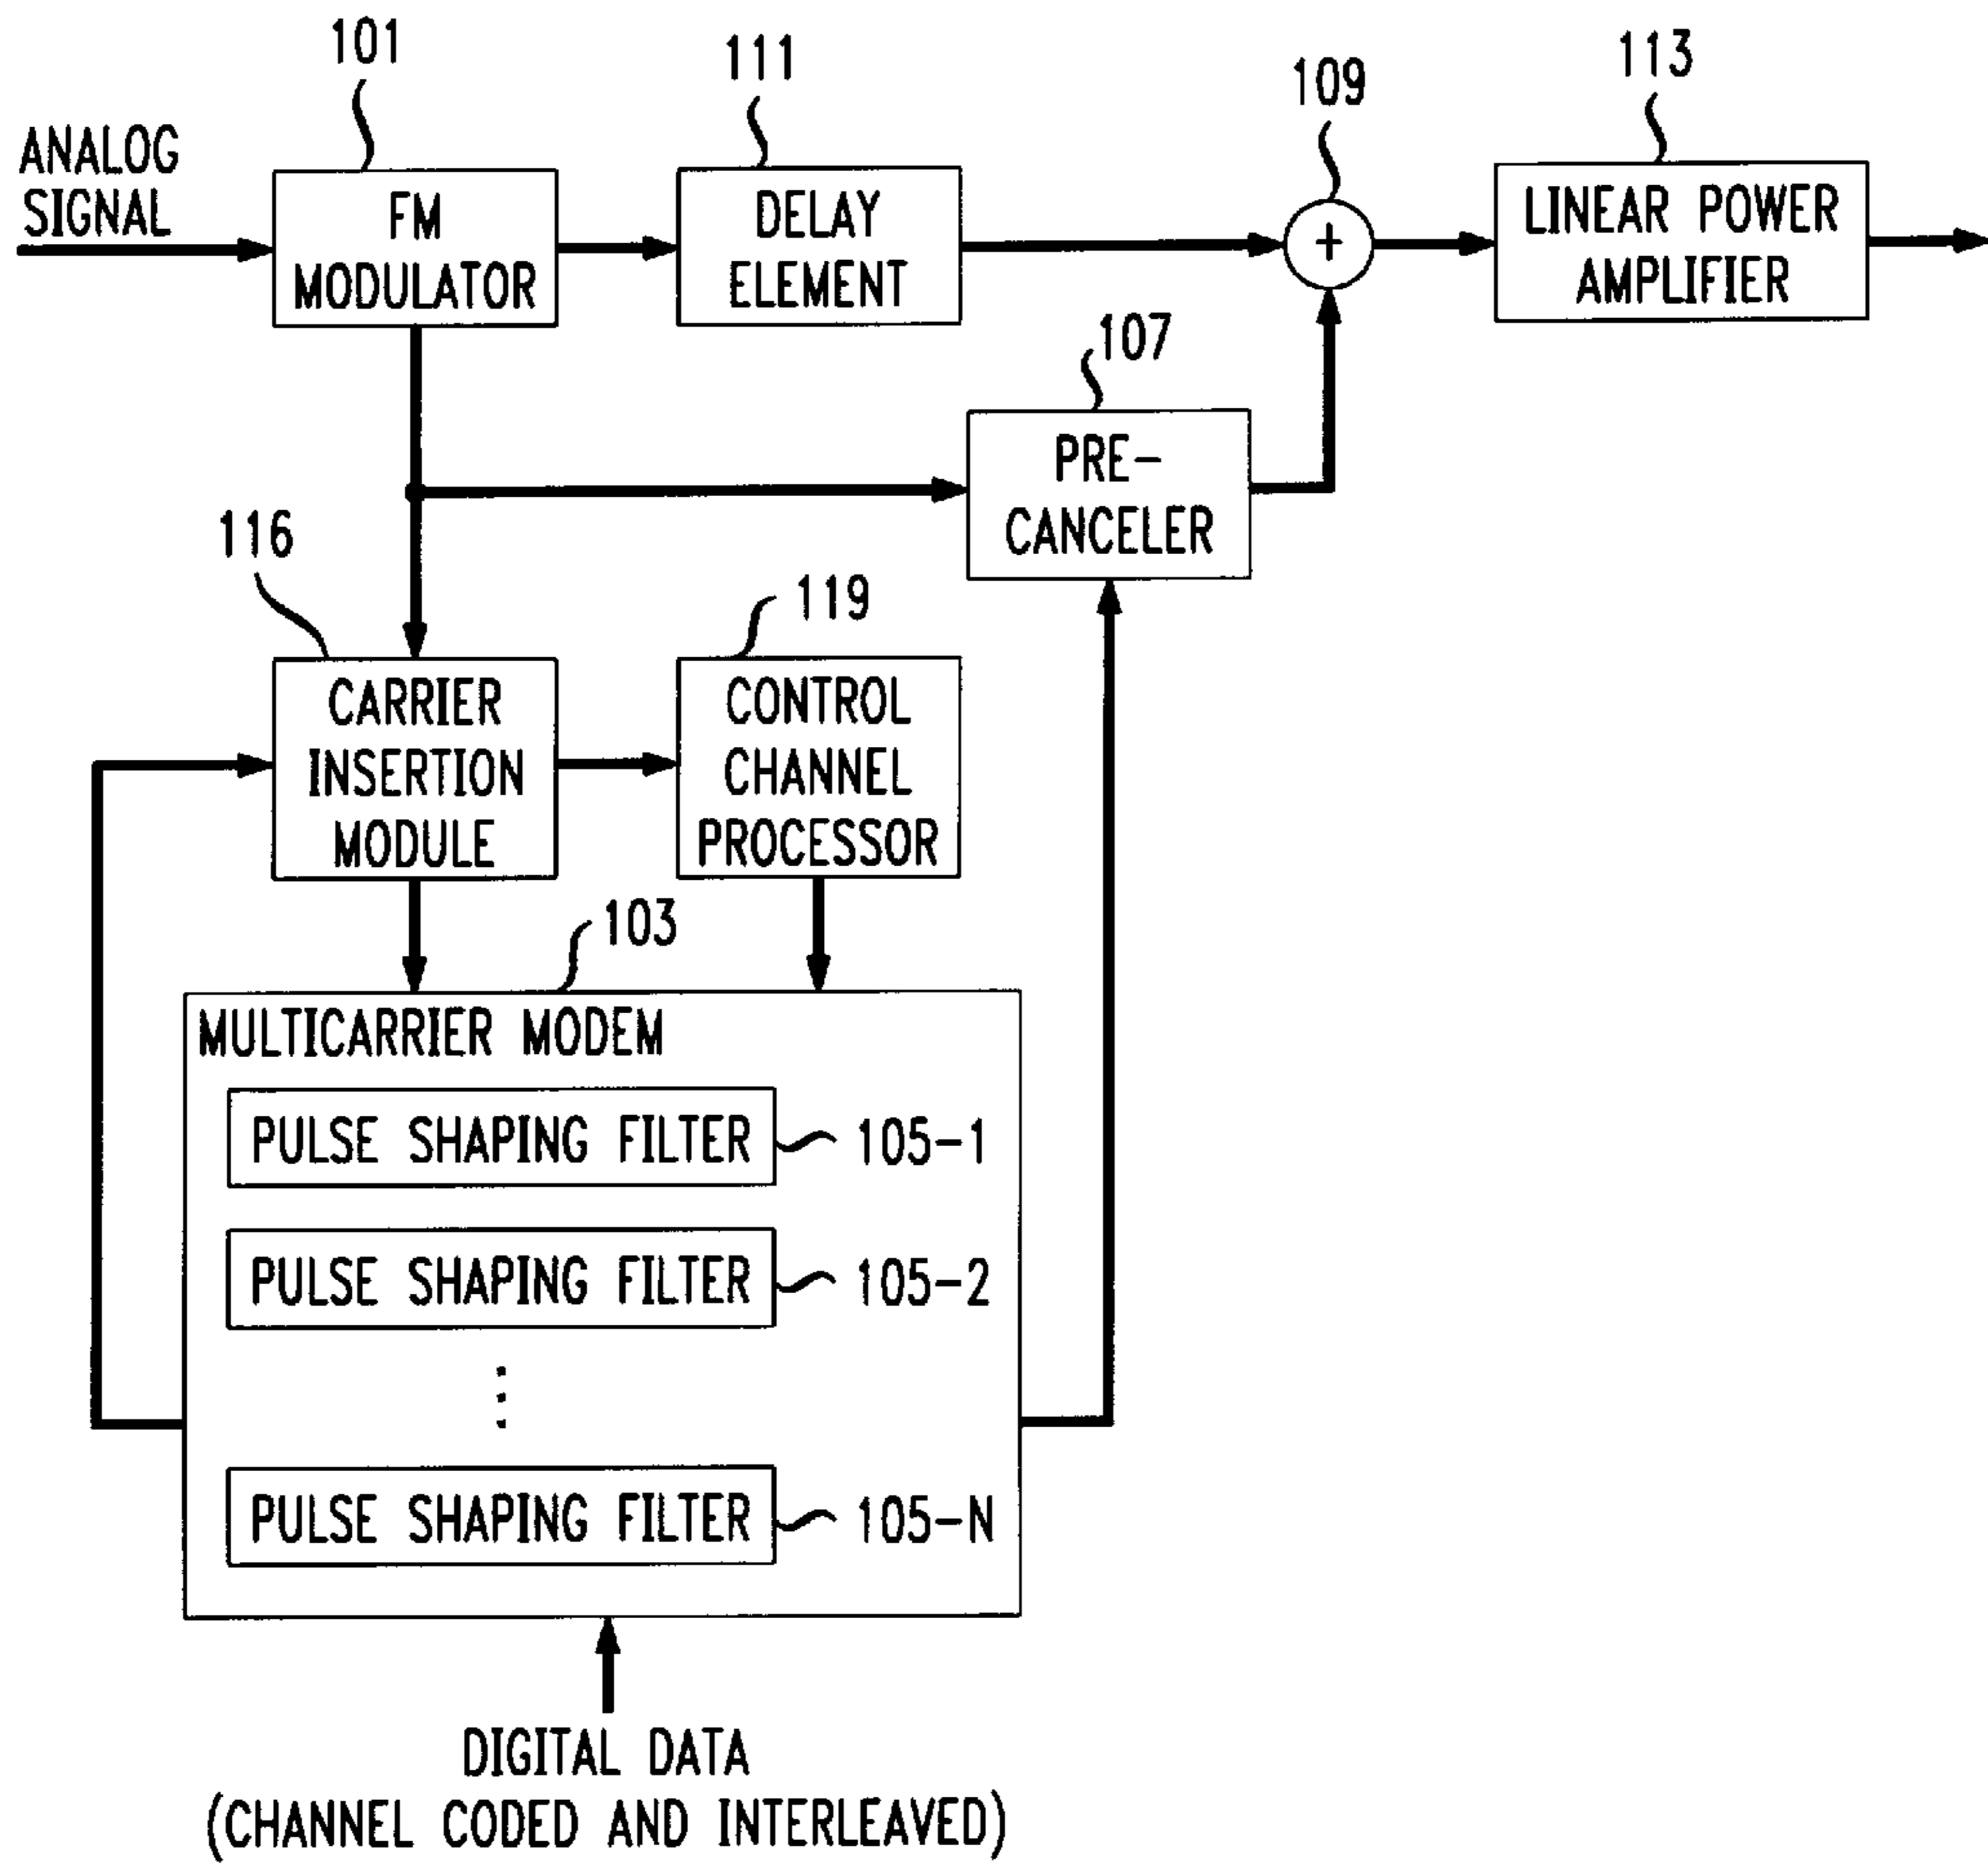 101
111
109
113
ANALOG
SIGNAL
FM
MODULATOR
DELAY
ELEMENT
+
LINEAR POWER
AMPLIFIER
107
PRE-
CANCELER
116
119
CARRIER
INSERTION
MODULE
CONTROL
CHANNEL
PROCESSOR
103
MULTICARRIER MODEM
PULSE SHAPING FILTER
105-1
PULSE SHAPING FILTER
105-2
PULSE SHAPING FILTER
105-N
DIGITAL DATA
(CHANNEL CODED AND INTERLEAVED)